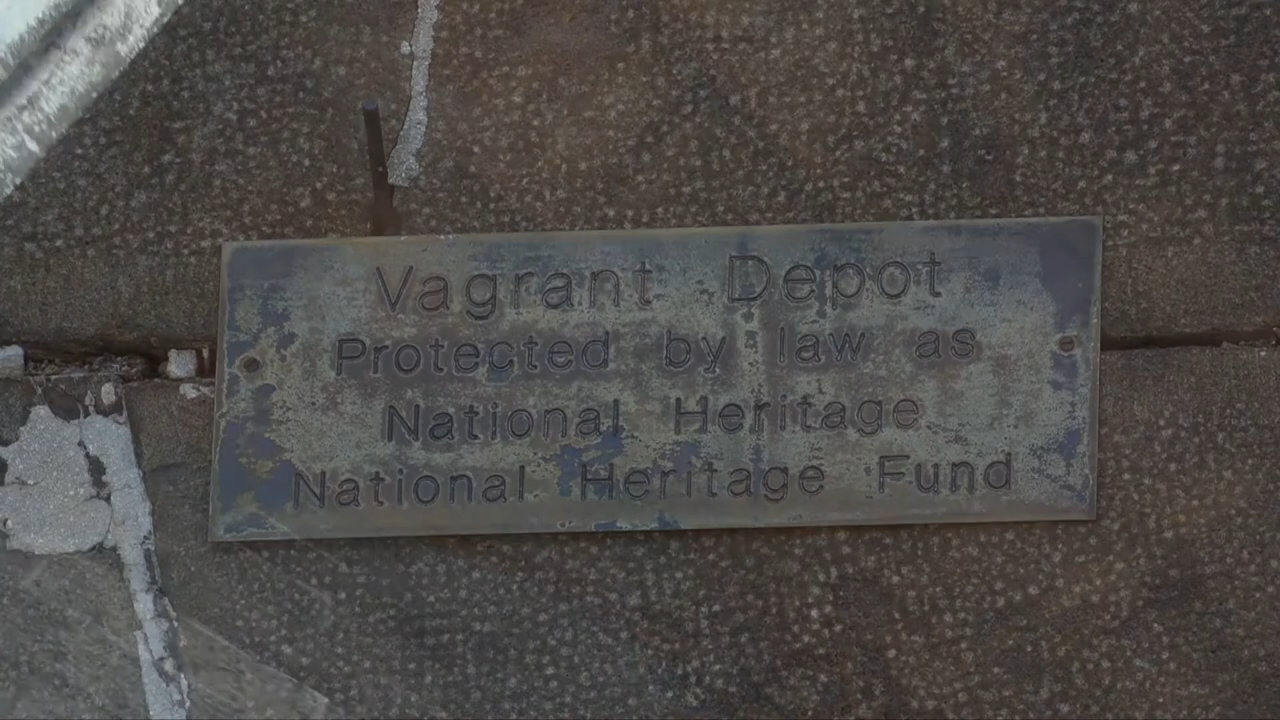 Vagrant Depot
Protected by law as
National Heritage
National Heritage Fund